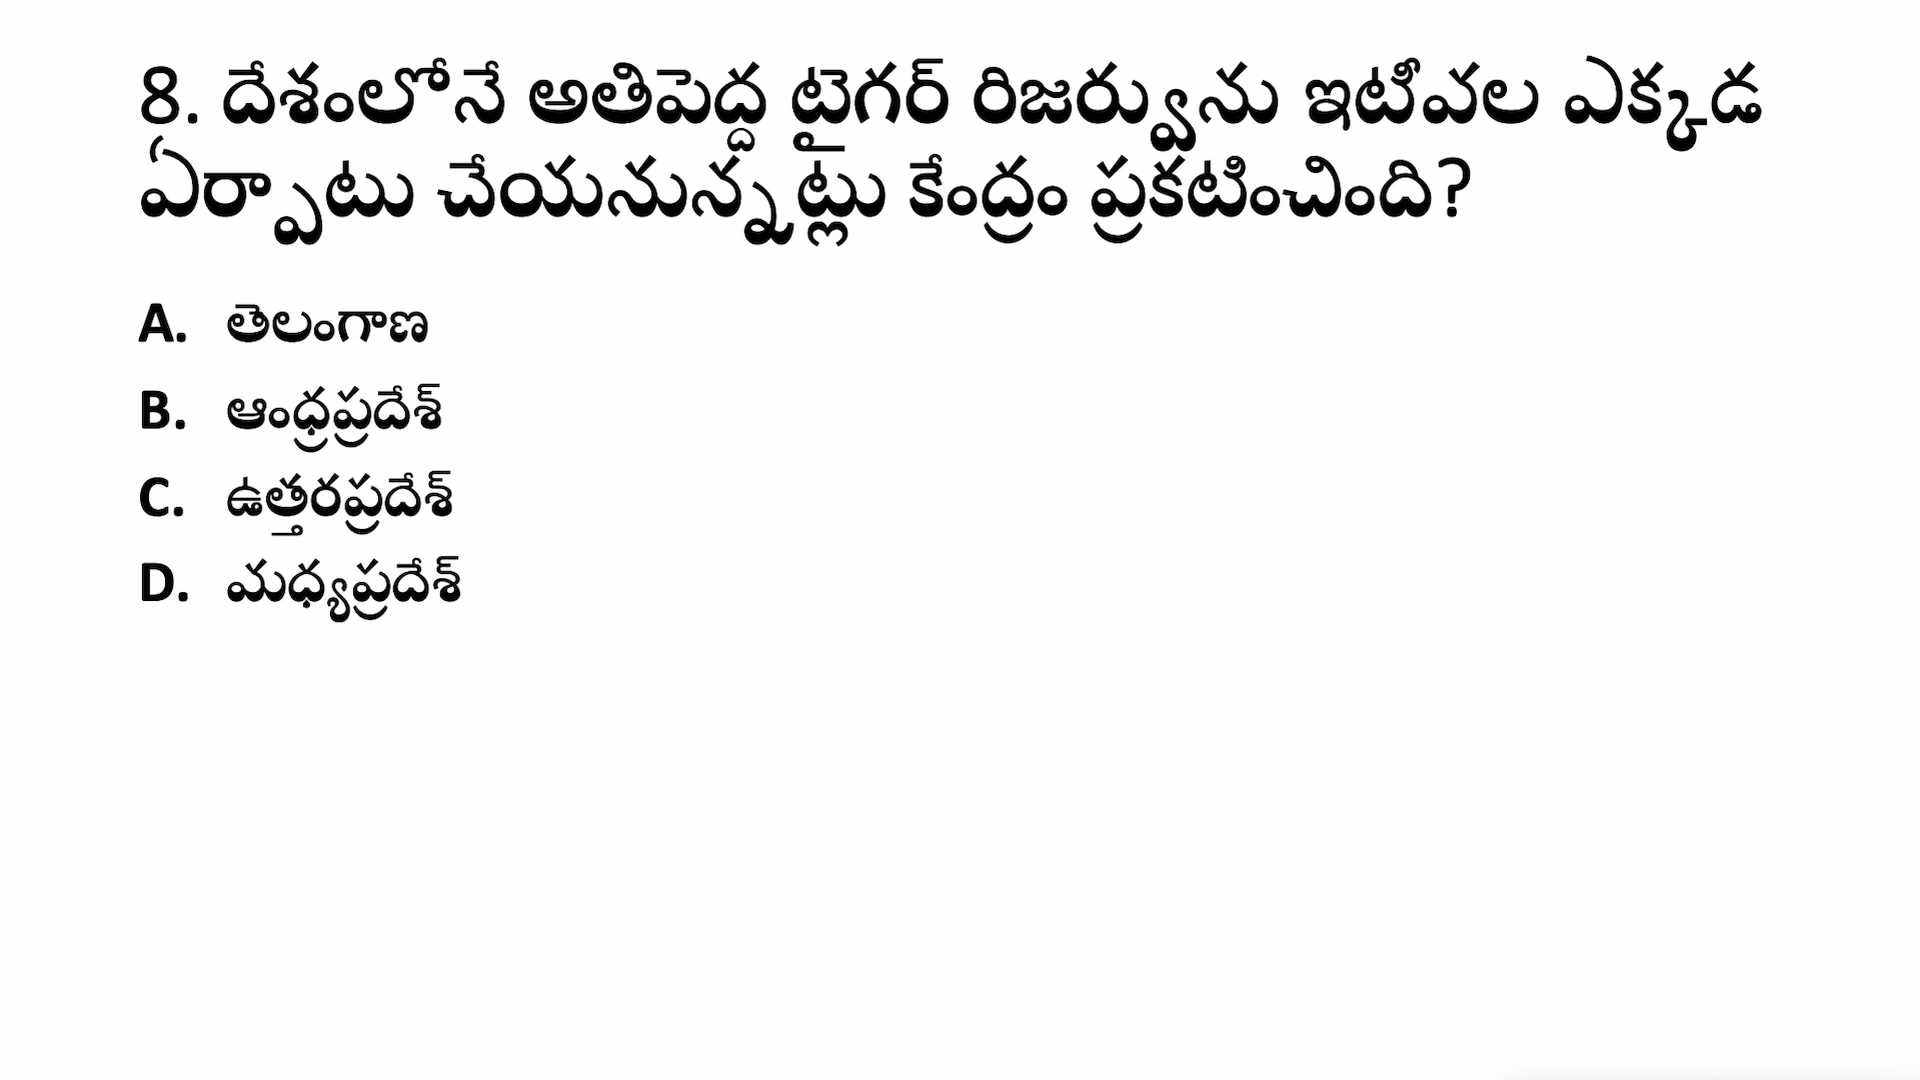 8. దేశంలోనే అతిపెద్ద టైగర్ రిజర్వును ఇటీవల ఎక్కడ
ఏర్పాటు చేయనున్నట్లు కేంద్రం ప్రకటించింది?
A. తెలంగాణ
B. ఆంధ్రప్రదేశ్
C. ఉత్తరప్రదేశ్
D. మధ్యప్రదేశ్